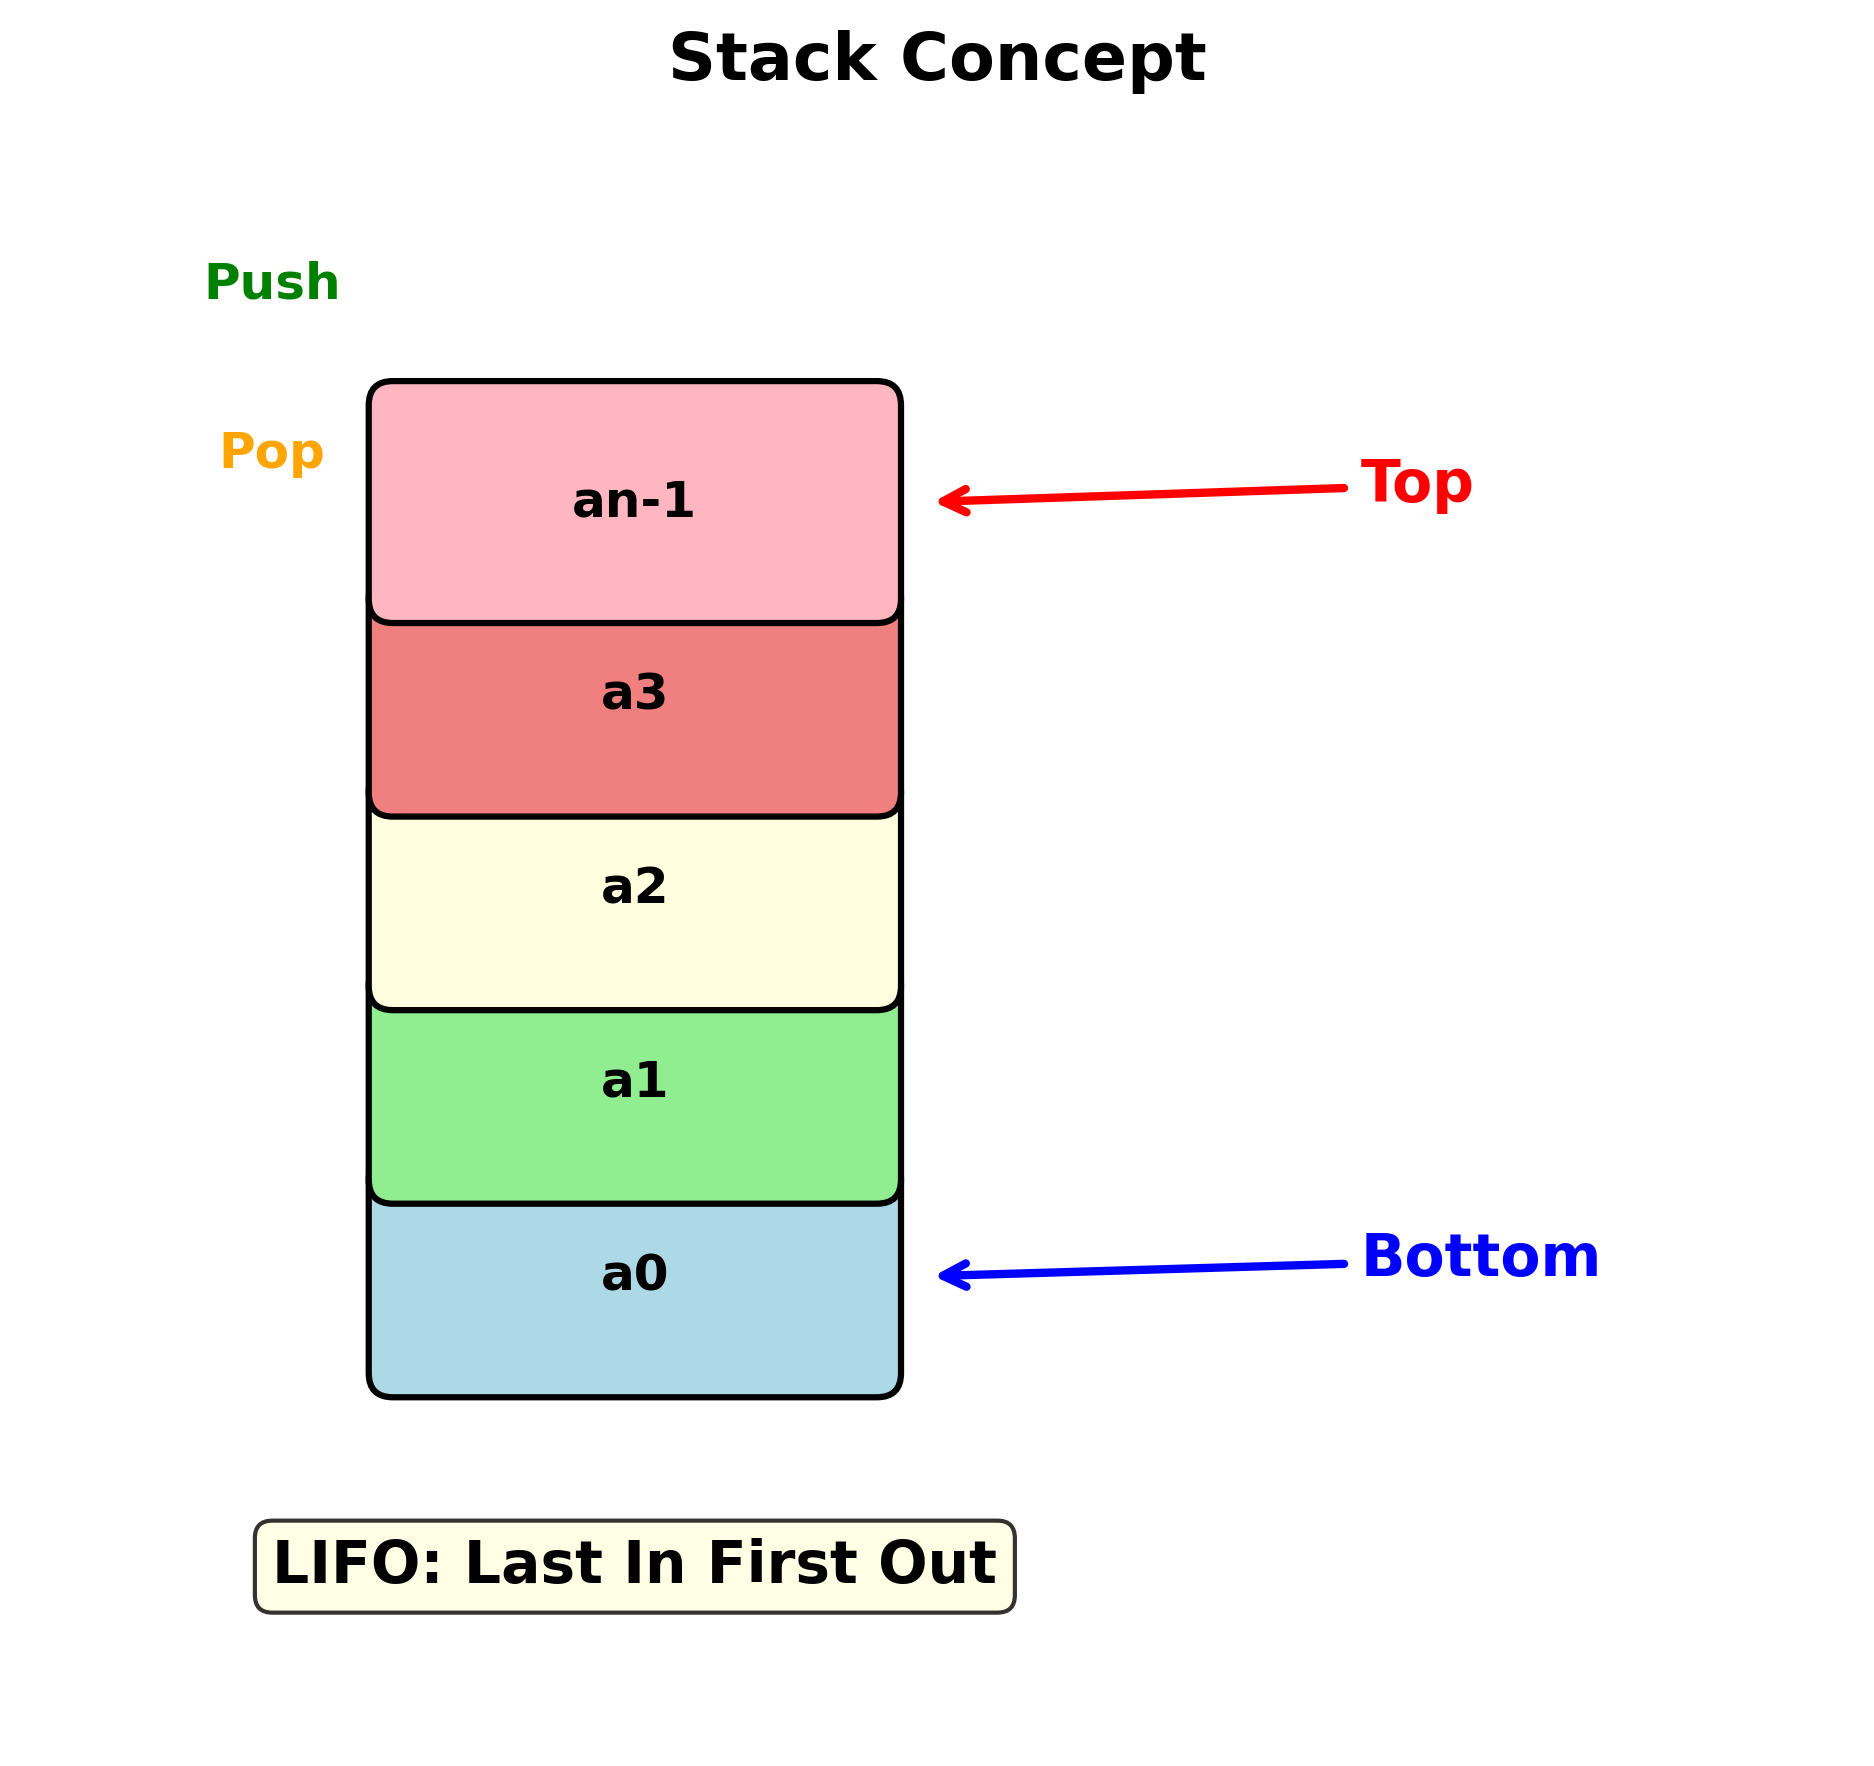 Stack Concept
Push
Pop
an-1
Top
a3
a2
a1
a0
Bottom
LIFO: Last In First Out